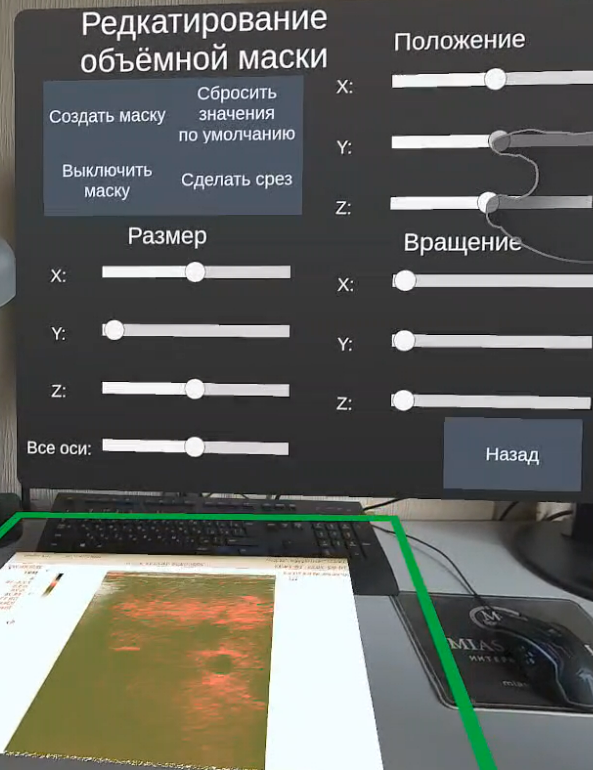 Редкатирование
объёмной маски
Создать маску
Сбросить
значения
по умолчанию
Выключить
маску
Сделать срез
Размер
X:
Y:
Z:
Все оси:
Положение
X:
Y:
Z:
Вращение
X:
Y:
Z:
Назад
M
MIAS